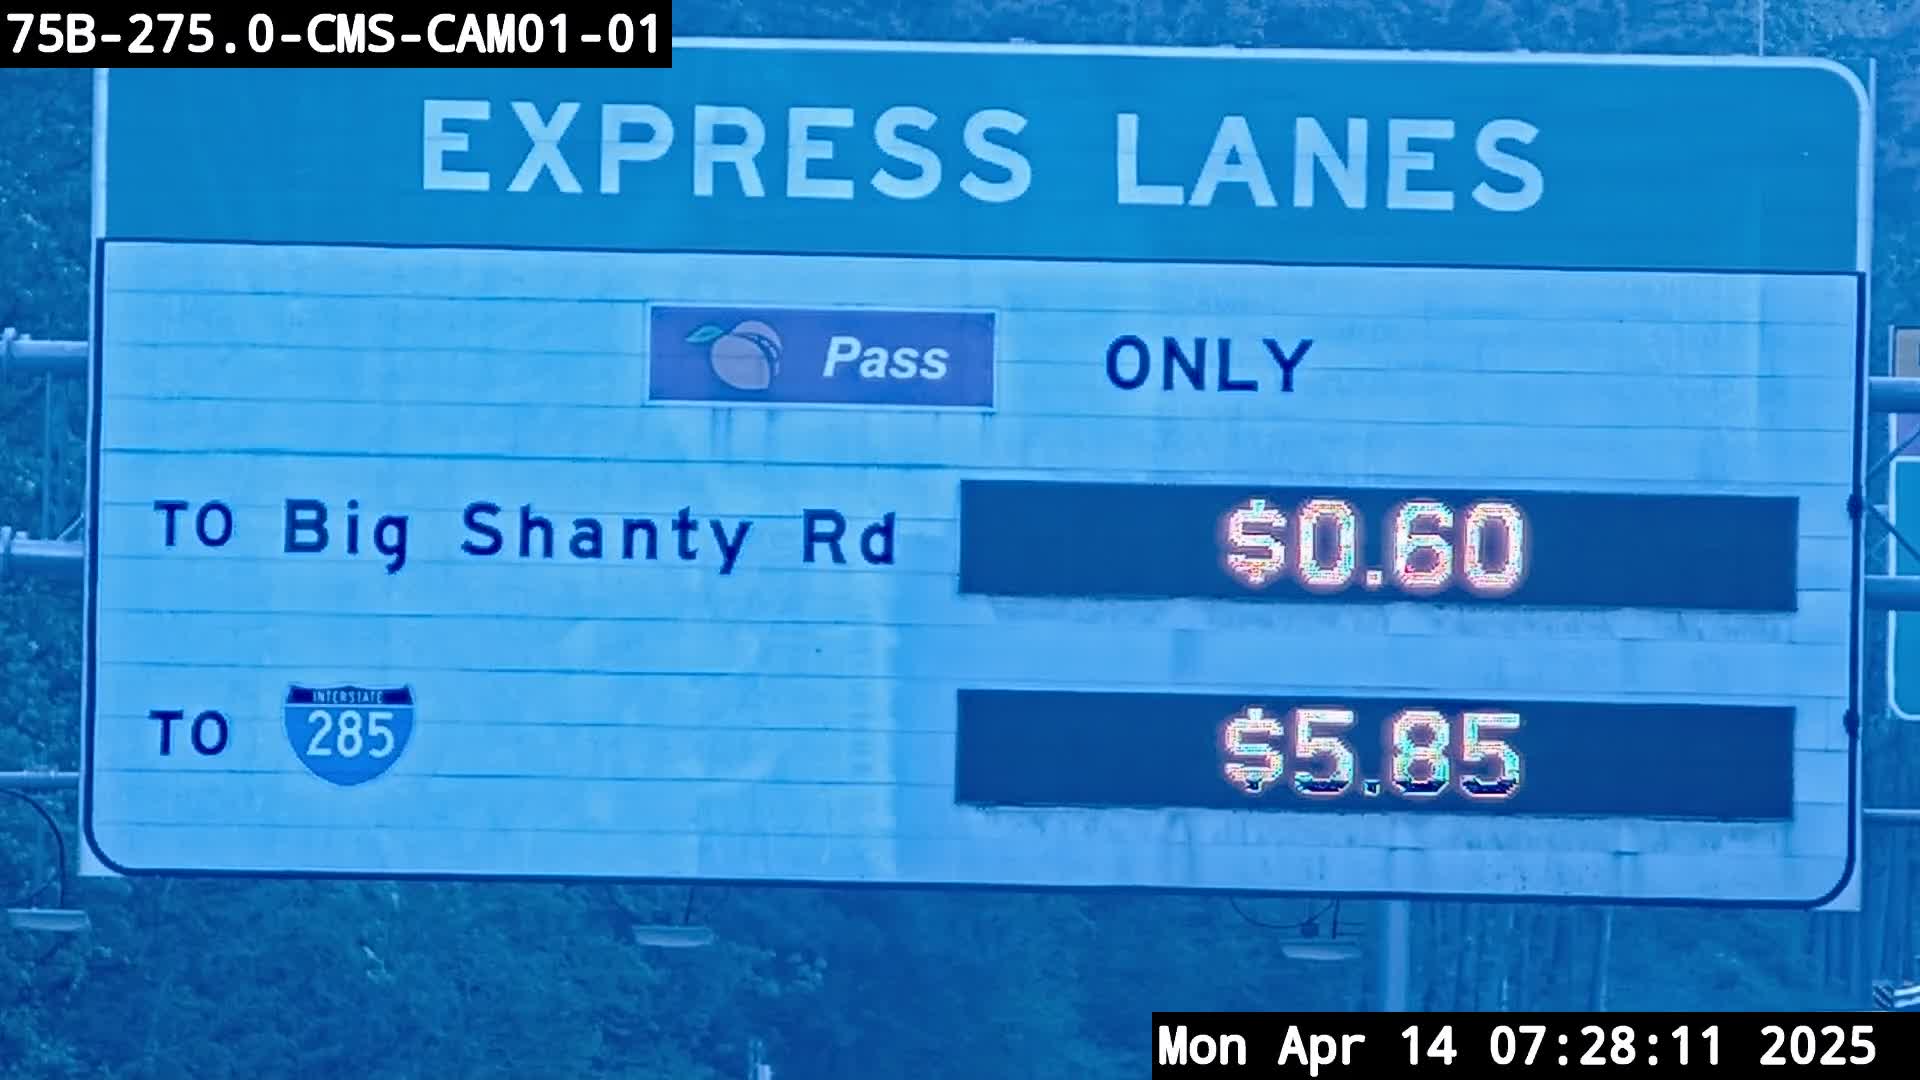 75B-275.0-CMS-CAM01-01
EXPRESS LANES
Pass ONLY
TO Big Shanty Rd $0.60
INTERSTATE
TO 285 $5.85
Mon Apr 14 07:28:11 2025